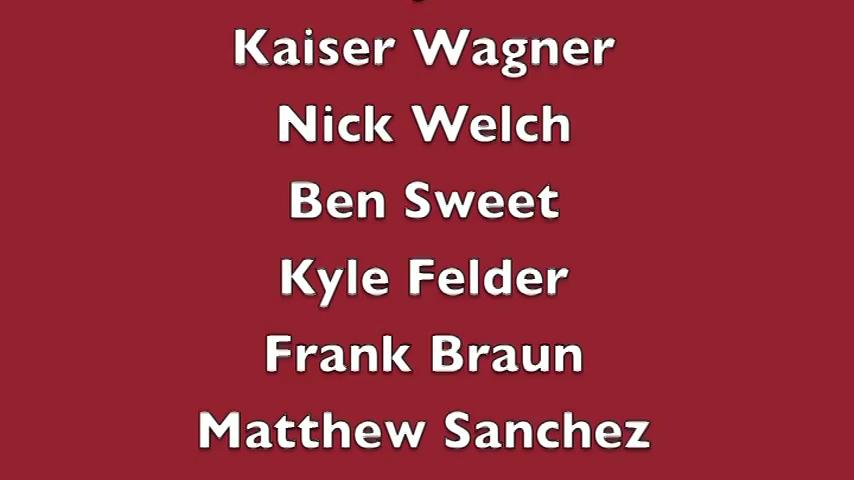 Kaiser Wagner
Nick Welch
Ben Sweet
Kyle Felder
Frank Braun
Matthew Sanchez